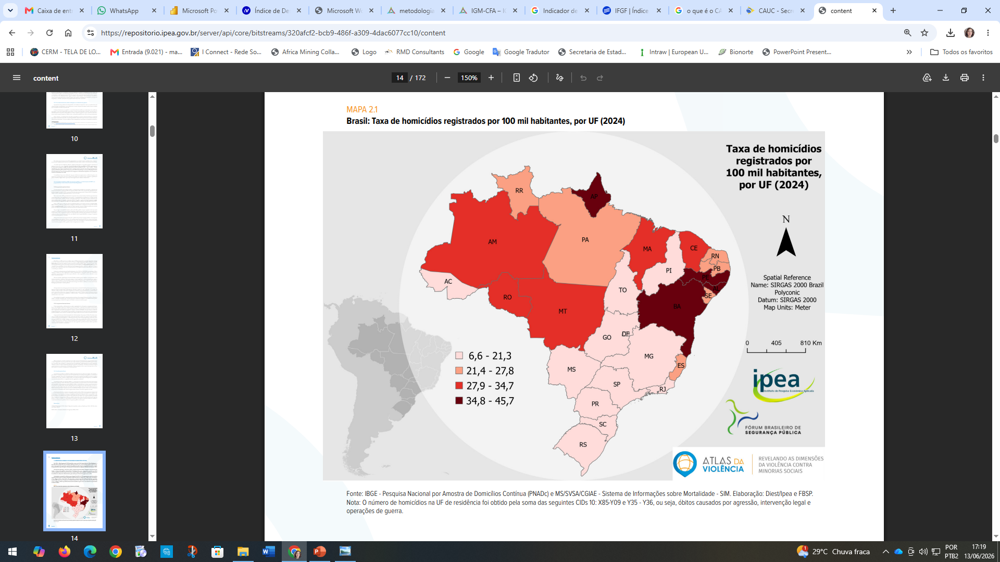 Caixa de ent
WhatsApp
Microsoft Po
Índice de De
Microsoft Wo
metodologia
IGM-CFA – I
Indicador de
IFGF | Índice
o que é o CA
CAUC - Secr
content
https://repositorio.ipea.gov.br/server/api/core/bitstreams/320afcf2-bcb9-486f-a309-4dac6077cc10/content
CERM - TELA DE LO...
Entrada (9.021) - ma...
I Connect - Rede So...
Africa Mining Colla...
Logo
RMD Consultants
Google
Google Tradutor
Secretaria de Estad...
Intraw | European U...
Bionorte
PowerPoint Present...
Todos os favoritos
content
14 / 172
150%
10
11
12
13
14
MAPA 2.1
Brasil: Taxa de homicídios registrados por 100 mil habitantes, por UF (2024)
Taxa de homicídios
registrados por
100 mil habitantes,
por UF (2024)
RR
AP
AM
PA
MA
CE
RN
PB
PI
PE
AL
SE
AC
RO
TO
MT
BA
GO
DF
MG
ES
MS
SP
RJ
PR
SC
RS
N
Spatial Reference
Name: SIRGAS 2000 Brazil
Polyconic
Datum: SIRGAS 2000
Map Units: Meter
0 405 810 Km
6,6 - 21,3
21,4 - 27,8
27,9 - 34,7
34,8 - 45,7
ipea
Instituto de Pesquisa Econômica Aplicada
FÓRUM BRASILEIRO DE
SEGURANÇA PÚBLICA
ATLAS DA
VIOLÊNCIA
REVELANDO AS DIMENSÕES
DA VIOLÊNCIA CONTRA
MINORIAS SOCIAIS
Fonte: IBGE - Pesquisa Nacional por Amostra de Domicílios Contínua (PNADc) e MS/SVSA/CGIAE - Sistema de Informações sobre Mortalidade - SIM. Elaboração: Diest/Ipea e FBSP.
Nota: O número de homicídios na UF de residência foi obtido pela soma das seguintes CIDs 10: X85-Y09 e Y35 - Y36, ou seja, óbitos causados por agressão, intervenção legal e
operações de guerra.
29°C Chuva fraca
POR
PTB2
17:19
13/06/2026